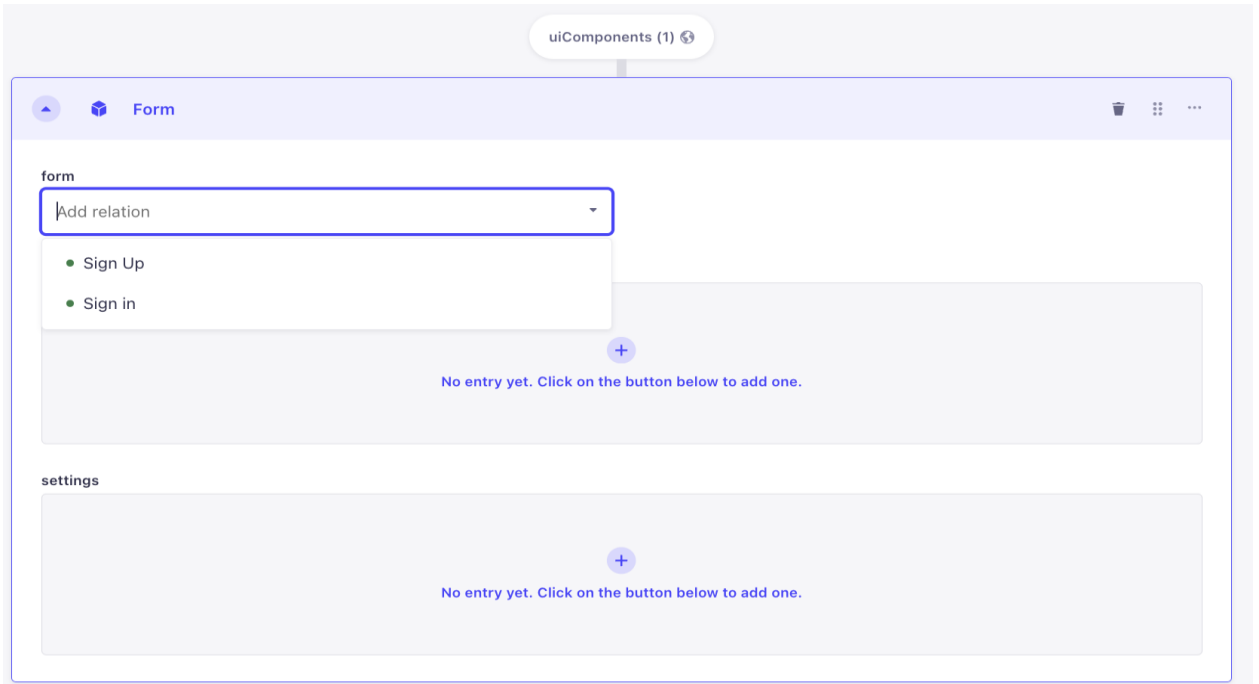 uiComponents (1)
Form
form
Add relation
Sign Up
Sign in
No entry yet. Click on the button below to add one.
settings
No entry yet. Click on the button below to add one.